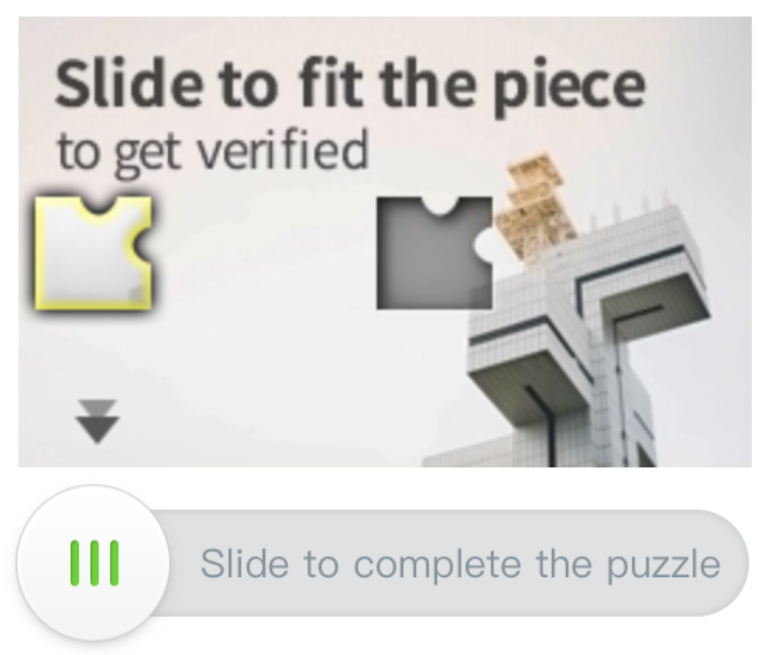 Slide to fit the piece
to get verified
Slide to complete the puzzle